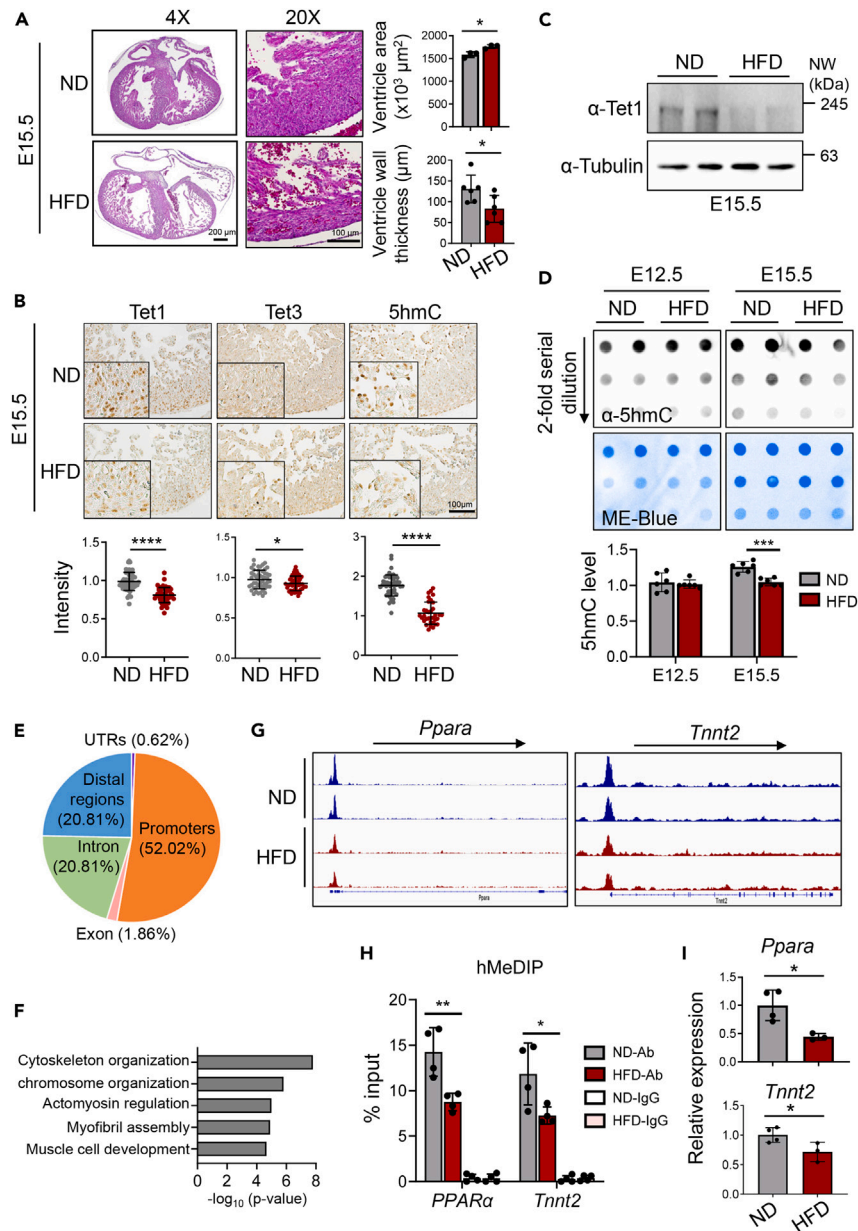 A
4X
20X
E15.5
ND
HFD
200 μm
100 μm
Ventricle area
(x10³ μm²)
2000
1500
1000
500
0
*
Ventricle wall
thickness (μm)
200
150
100
50
0
*
ND
HFD
C
ND
HFD
NW
(kDa)
α-Tet1
245
α-Tubulin
63
E15.5
B
Tet1
Tet3
5hmC
E15.5
ND
HFD
100μm
Intensity
1.5
1.0
0.5
0.0
****
ND HFD
1.5
1.0
0.5
0.0
*
ND HFD
3
2
1
0
****
ND HFD
D
E12.5
E15.5
ND
HFD
ND
HFD
2-fold serial
dilution
α-5hmC
ME-Blue
5hmC level
1.5
1.0
0.5
0.0
***
ND
HFD
E12.5
E15.5
E
UTRs (0.62%)
Distal
regions
(20.81%)
Promoters
(52.02%)
Intron
(20.81%)
Exon (1.86%)
G
Ppara
Tnnt2
ND
HFD
Ppara
Tnnt2
F
Cytoskeleton organization
chromosome organization
Actomyosin regulation
Myofibril assembly
Muscle cell development
0 2 4 6 8
-log10 (p-value)
H
hMeDIP
% input
20
15
10
5
0
**
*
ND-Ab
HFD-Ab
ND-IgG
HFD-IgG
PPARα
Tnnt2
I
Relative expression
Ppara
1.5
1.0
0.5
0.0
*
Tnnt2
1.5
1.0
0.5
0.0
*
ND
HFD